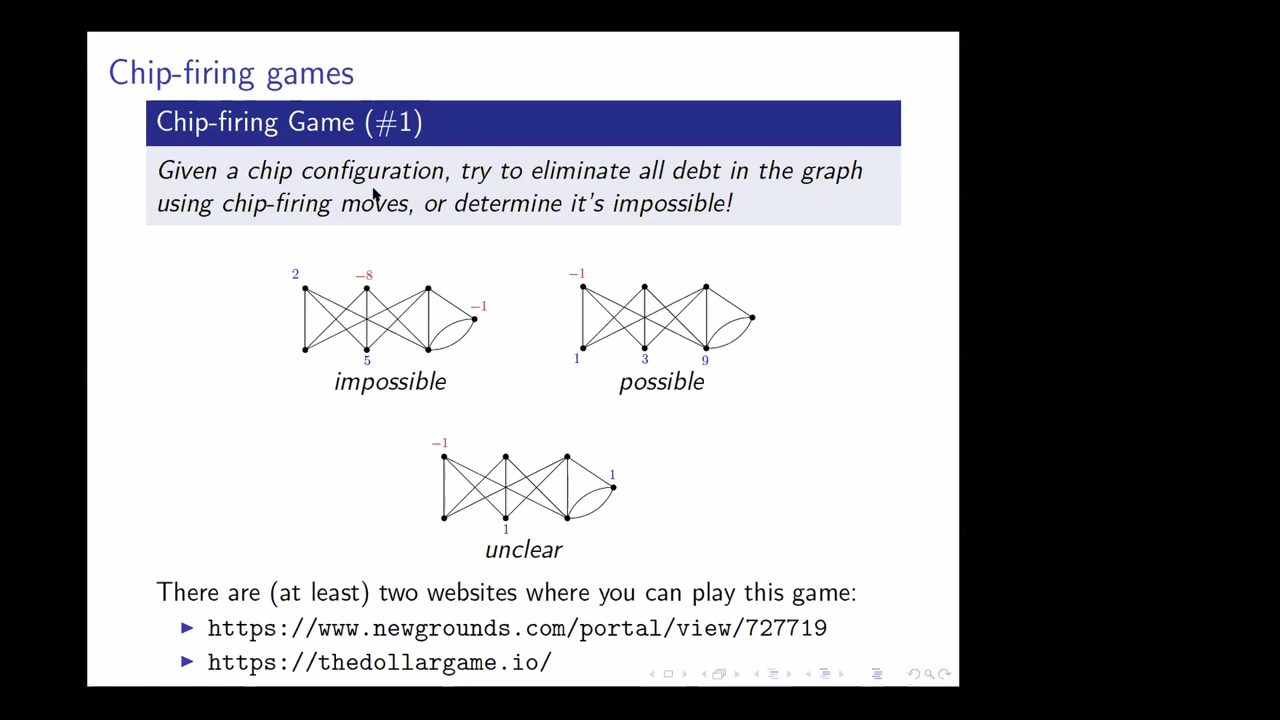 Chip-firing games
Chip-firing Game (#1)
Given a chip configuration, try to eliminate all debt in the graph
using chip-firing moves, or determine it's impossible!
2 −8 −1 5
impossible
−1 1 3 9
possible
−1 1 1
unclear
There are (at least) two websites where you can play this game:
https://www.newgrounds.com/portal/view/727719
https://thedollargame.io/